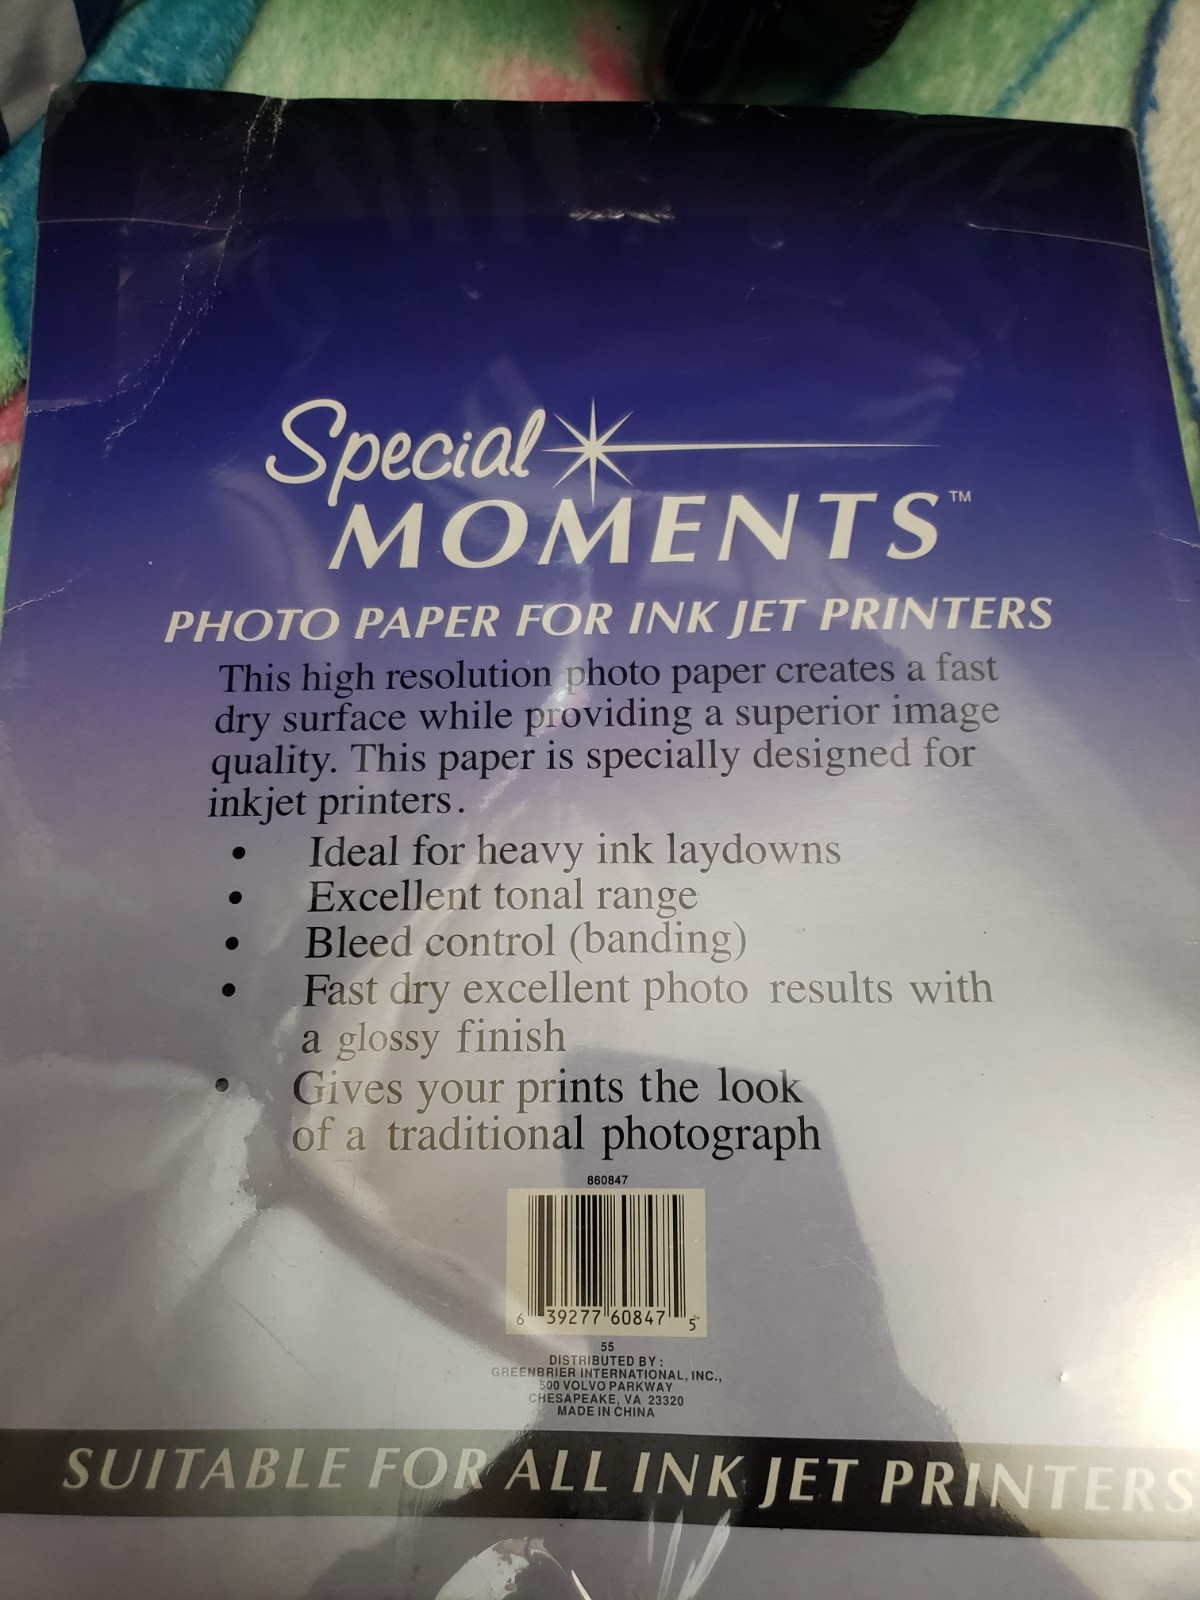 Special
MOMENTS™
PHOTO PAPER FOR INK JET PRINTERS
This high resolution photo paper creates a fast
dry surface while providing a superior image
quality. This paper is specially designed for
inkjet printers.
• Ideal for heavy ink laydowns
• Excellent tonal range
• Bleed control (banding)
• Fast dry excellent photo results with
a glossy finish
• Gives your prints the look
of a traditional photograph
860847
6 39277 60847 5
55
DISTRIBUTED BY :
GREENBRIER INTERNATIONAL, INC.,
500 VOLVO PARKWAY
CHESAPEAKE, VA 23320
MADE IN CHINA
SUITABLE FOR ALL INK JET PRINTERS